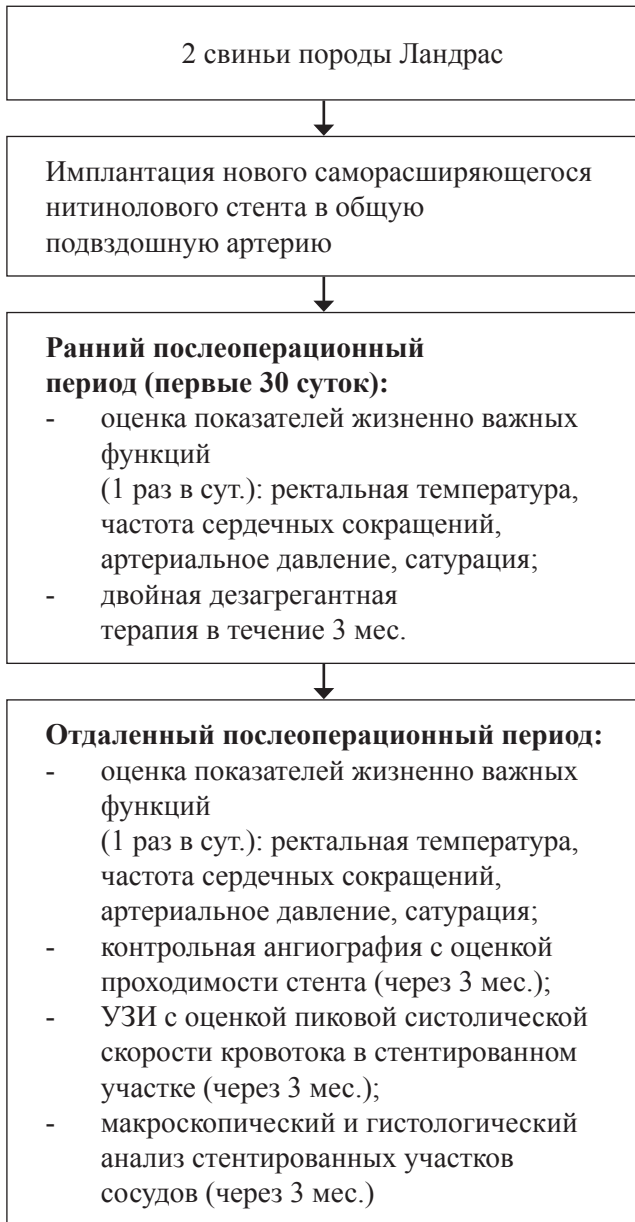 2 свиньи породы Ландрас
Имплантация нового саморасширяющегося
нитинолового стента в общую
подвздошную артерию
Ранний послеоперационный
период (первые 30 суток):
- оценка показателей жизненно важных
функций
(1 раз в сут.): ректальная температура,
частота сердечных сокращений,
артериальное давление, сатурация;
- двойная дезагрегантная
терапия в течение 3 мес.
Отдаленный послеоперационный период:
- оценка показателей жизненно важных
функций
(1 раз в сут.): ректальная температура,
частота сердечных сокращений,
артериальное давление, сатурация;
- контрольная ангиография с оценкой
проходимости стента (через 3 мес.);
- УЗИ с оценкой пиковой систолической
скорости кровотока в стентированном
участке (через 3 мес.);
- макроскопический и гистологический
анализ стентированных участков
сосудов (через 3 мес.)